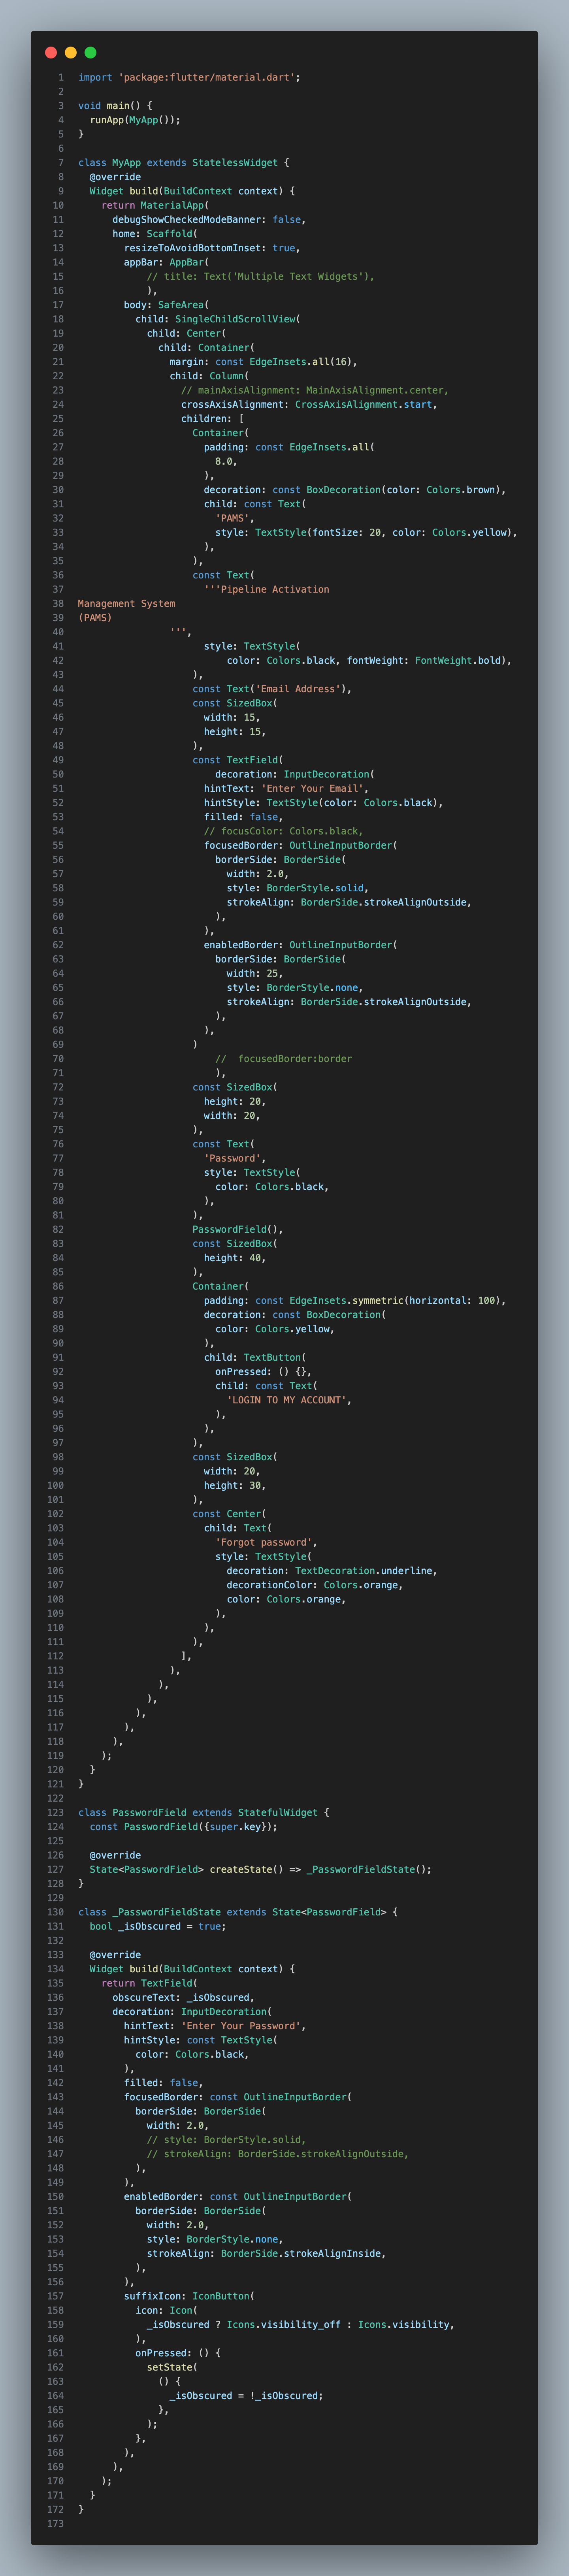 1 import 'package:flutter/material.dart';
2
3 void main() {
4   runApp(MyApp());
5 }
6
7 class MyApp extends StatelessWidget {
8   @override
9   Widget build(BuildContext context) {
10     return MaterialApp(
11       debugShowCheckedModeBanner: false,
12       home: Scaffold(
13         resizeToAvoidBottomInset: true,
14         appBar: AppBar(
15             // title: Text('Multiple Text Widgets'),
16             ),
17         body: SafeArea(
18           child: SingleChildScrollView(
19             child: Center(
20               child: Container(
21                 margin: const EdgeInsets.all(16),
22                 child: Column(
23                   // mainAxisAlignment: MainAxisAlignment.center,
24                   crossAxisAlignment: CrossAxisAlignment.start,
25                   children: [
26                     Container(
27                       padding: const EdgeInsets.all(
28                         8.0,
29                       ),
30                       decoration: const BoxDecoration(color: Colors.brown),
31                       child: const Text(
32                         'PAMS',
33                         style: TextStyle(fontSize: 20, color: Colors.yellow),
34                       ),
35                     ),
36                     const Text(
37                       '''Pipeline Activation
38 Management System
39 (PAMS)
40                 ''',
41                       style: TextStyle(
42                           color: Colors.black, fontWeight: FontWeight.bold),
43                     ),
44                     const Text('Email Address'),
45                     const SizedBox(
46                       width: 15,
47                       height: 15,
48                     ),
49                     const TextField(
50                         decoration: InputDecoration(
51                       hintText: 'Enter Your Email',
52                       hintStyle: TextStyle(color: Colors.black),
53                       filled: false,
54                       // focusColor: Colors.black,
55                       focusedBorder: OutlineInputBorder(
56                         borderSide: BorderSide(
57                           width: 2.0,
58                           style: BorderStyle.solid,
59                           strokeAlign: BorderSide.strokeAlignOutside,
60                         ),
61                       ),
62                       enabledBorder: OutlineInputBorder(
63                         borderSide: BorderSide(
64                           width: 25,
65                           style: BorderStyle.none,
66                           strokeAlign: BorderSide.strokeAlignOutside,
67                         ),
68                       ),
69                     )
70                         //  focusedBorder:border
71                         ),
72                     const SizedBox(
73                       height: 20,
74                       width: 20,
75                     ),
76                     const Text(
77                       'Password',
78                       style: TextStyle(
79                         color: Colors.black,
80                       ),
81                     ),
82                     PasswordField(),
83                     const SizedBox(
84                       height: 40,
85                     ),
86                     Container(
87                       padding: const EdgeInsets.symmetric(horizontal: 100),
88                       decoration: const BoxDecoration(
89                         color: Colors.yellow,
90                       ),
91                       child: TextButton(
92                         onPressed: () {},
93                         child: const Text(
94                           'LOGIN TO MY ACCOUNT',
95                         ),
96                       ),
97                     ),
98                     const SizedBox(
99                       width: 20,
100                       height: 30,
101                     ),
102                     const Center(
103                       child: Text(
104                         'Forgot password',
105                         style: TextStyle(
106                           decoration: TextDecoration.underline,
107                           decorationColor: Colors.orange,
108                           color: Colors.orange,
109                         ),
110                       ),
111                     ),
112                   ],
113                 ),
114               ),
115             ),
116           ),
117         ),
118       ),
119     );
120   }
121 }
122
123 class PasswordField extends StatefulWidget {
124   const PasswordField({super.key});
125
126   @override
127   State<PasswordField> createState() => _PasswordFieldState();
128 }
129
130 class _PasswordFieldState extends State<PasswordField> {
131   bool _isObscured = true;
132
133   @override
134   Widget build(BuildContext context) {
135     return TextField(
136       obscureText: _isObscured,
137       decoration: InputDecoration(
138         hintText: 'Enter Your Password',
139         hintStyle: const TextStyle(
140           color: Colors.black,
141         ),
142         filled: false,
143         focusedBorder: const OutlineInputBorder(
144           borderSide: BorderSide(
145             width: 2.0,
146             // style: BorderStyle.solid,
147             // strokeAlign: BorderSide.strokeAlignOutside,
148           ),
149         ),
150         enabledBorder: const OutlineInputBorder(
151           borderSide: BorderSide(
152             width: 2.0,
153             style: BorderStyle.none,
154             strokeAlign: BorderSide.strokeAlignInside,
155           ),
156         ),
157         suffixIcon: IconButton(
158           icon: Icon(
159             _isObscured ? Icons.visibility_off : Icons.visibility,
160           ),
161           onPressed: () {
162             setState(
163               () {
164                 _isObscured = !_isObscured;
165               },
166             );
167           },
168         ),
169       ),
170     );
171   }
172 }
173